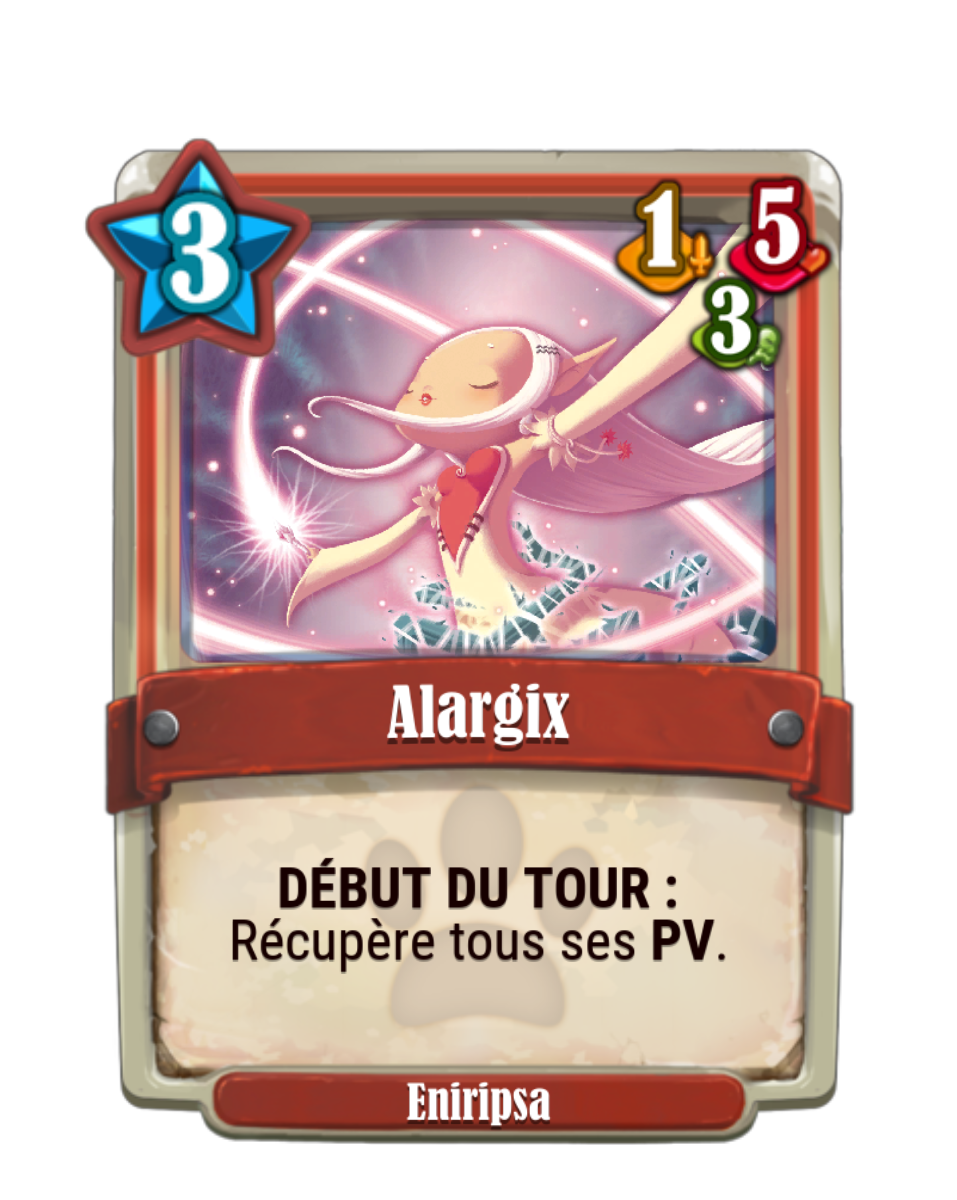 3
1
5
3
Alargix
DÉBUT DU TOUR :
Récupère tous ses PV.
Eniripsa